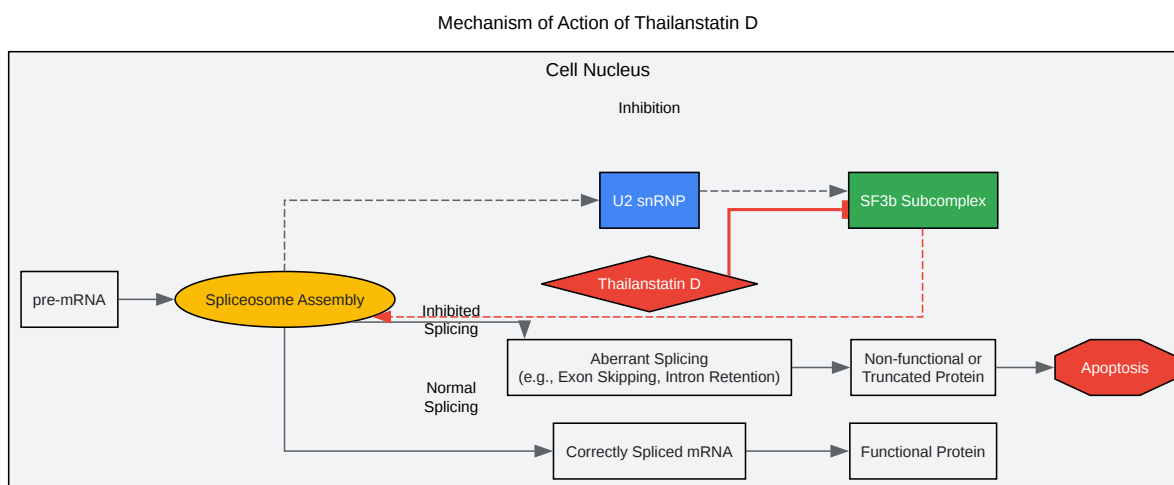 Mechanism of Action of Thailanstatin D
Cell Nucleus
Inhibition
U2 snRNP
SF3b Subcomplex
Thailanstatin D
pre-mRNA
Spliceosome Assembly
Inhibited
Splicing
Aberrant Splicing
(e.g., Exon Skipping, Intron Retention)
Non-functional or
Truncated Protein
Apoptosis
Normal
Splicing
Correctly Spliced mRNA
Functional Protein